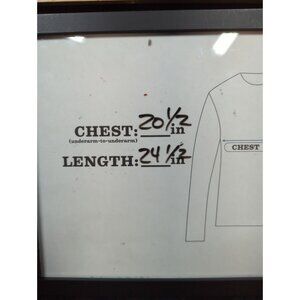 CHEST: 20 1/2 in
(underarm-to-underarm)
LENGTH: 24 1/2 in
CHEST